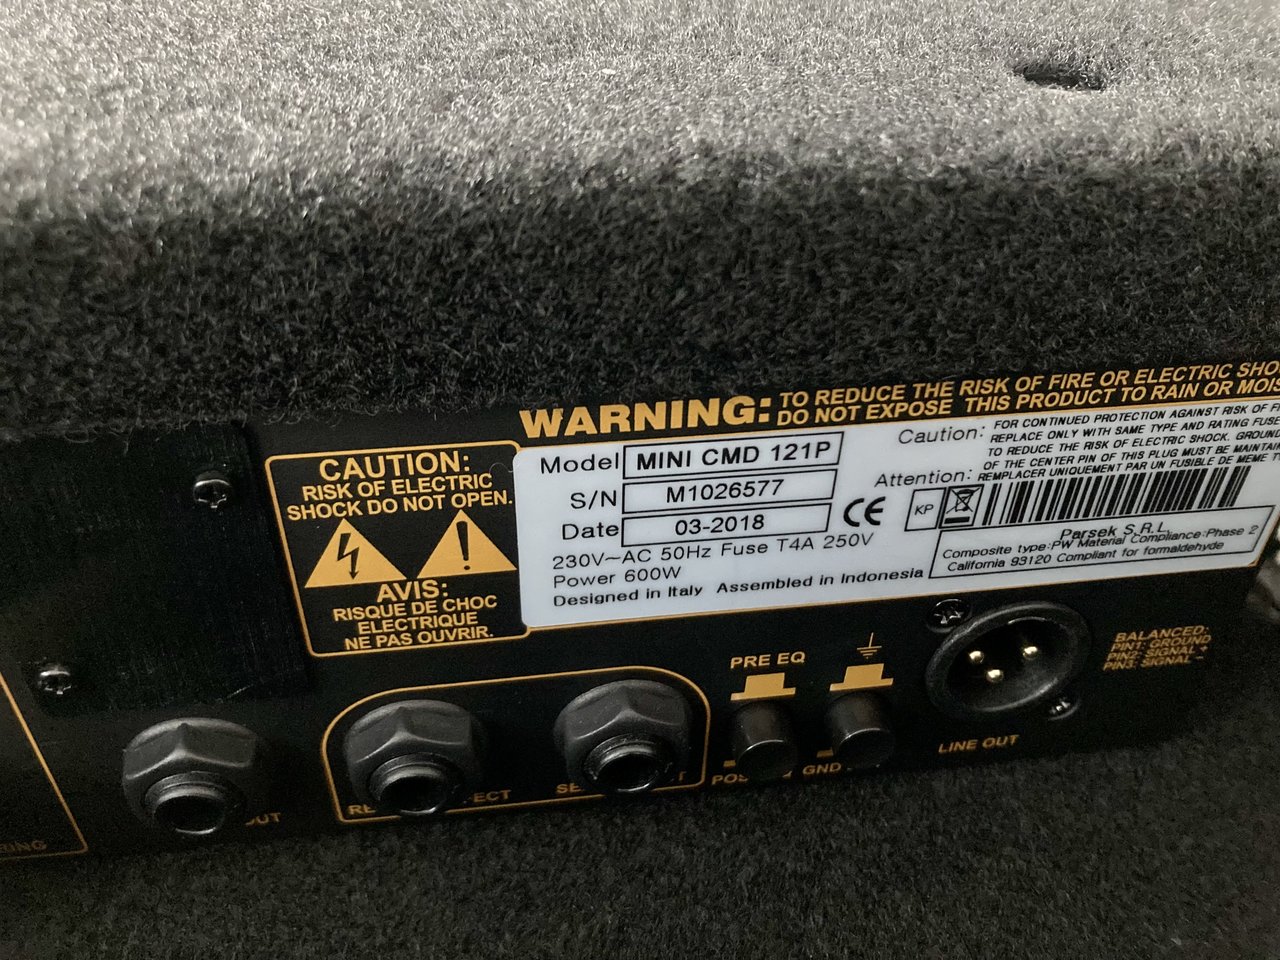 WARNING: TO REDUCE THE RISK OF FIRE OR ELECTRIC
DO NOT EXPOSE THIS PRODUCT TO RAIN OR
CAUTION:
RISK OF ELECTRIC
SHOCK DO NOT OPEN.
AVIS:
RISQUE DE CHOC
ELECTRIQUE
NE PAS OUVRIR.
Model MINI CMD 121P
S/N M1026577
Date 03-2018
230V~AC 50Hz Fuse T4A 250V
Power 600W
Designed in Italy Assembled in Indonesia
CE
Caution: FOR CONTINUED PROTECTION AGAINST RISK OF
REPLACE ONLY WITH SAME TYPE AND RATING
TO REDUCE THE RISK OF ELECTRIC SHOCK.
OF THE CENTER PIN OF THIS PLUG MUST BE
Attention: REMPLACER UNIQUEMENT PAR UN FUSIBLE DE MEME
KP
Parsek S.R.L.
Composite type:PW Material Compliance:Phase 2
California 93120 Compliant for formaldehyde
PRE EQ
GND
LINE OUT
BALANCED:
PIN1: GROUND
PIN2: SIGNAL +
PIN3: SIGNAL -